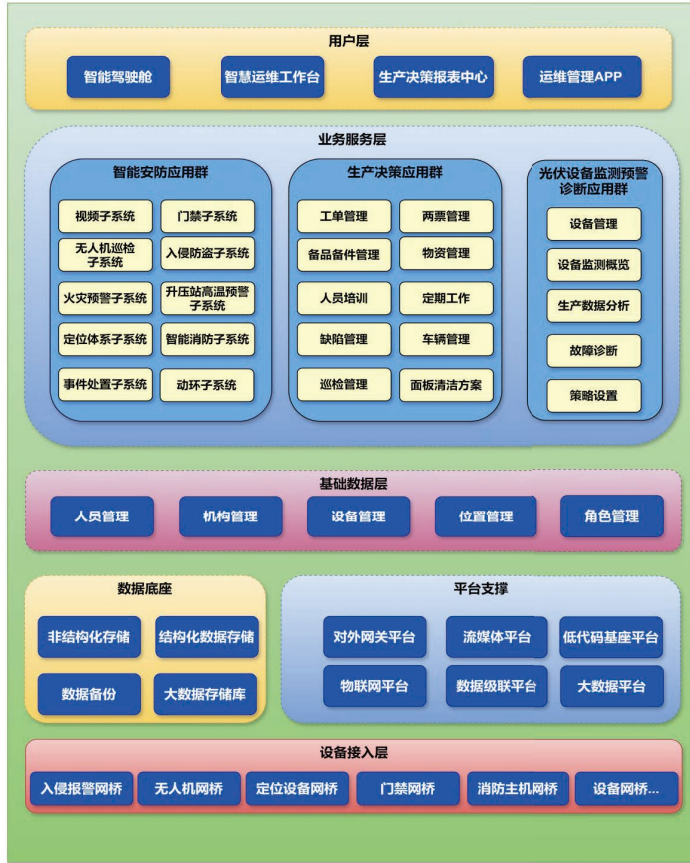 用户层
智能驾驶舱
智慧运维工作台
生产决策报表中心
运维管理APP
业务服务层
智能安防应用群
视频子系统
门禁子系统
无人机巡检
子系统
入侵防盗子系统
火灾预警子系统
升压站高温预警
子系统
定位体系子系统
智能消防子系统
事件处置子系统
动环子系统
生产决策应用群
工单管理
两票管理
备品备件管理
物资管理
人员培训
定期工作
缺陷管理
车辆管理
巡检管理
面板清洁方案
光伏设备监测预警
诊断应用群
设备管理
设备监测概览
生产数据分析
故障诊断
策略设置
基础数据层
人员管理
机构管理
设备管理
位置管理
角色管理
数据底座
非结构化存储
结构化数据存储
数据备份
大数据存储库
平台支撑
对外网关平台
流媒体平台
低代码基座平台
物联网平台
数据级联平台
大数据平台
设备接入层
入侵报警网桥
无人机网桥
定位设备网桥
门禁网桥
消防主机网桥
设备网桥...